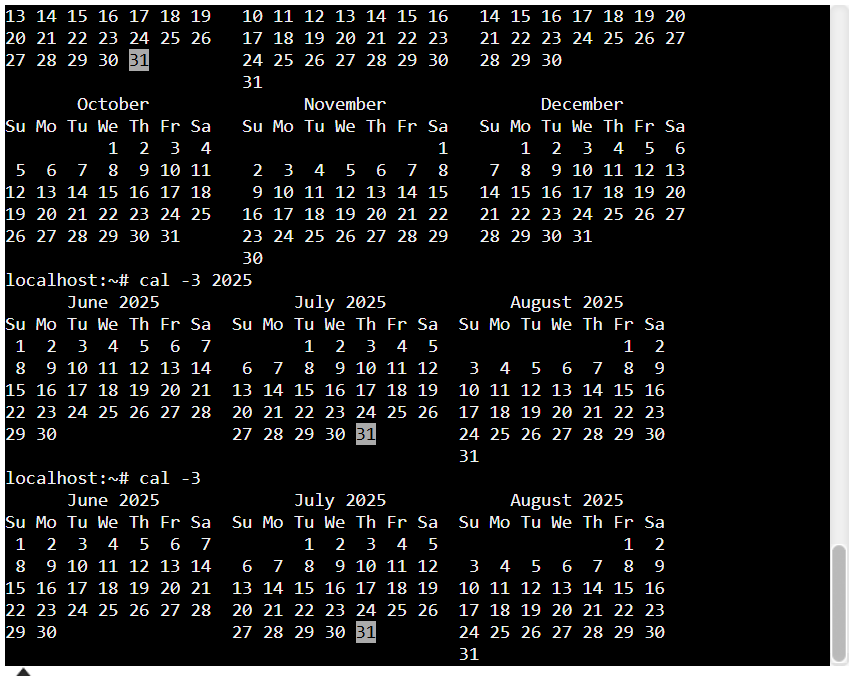 13 14 15 16 17 18 19   10 11 12 13 14 15 16   14 15 16 17 18 19 20
20 21 22 23 24 25 26   17 18 19 20 21 22 23   21 22 23 24 25 26 27
27 28 29 30 31         24 25 26 27 28 29 30   28 29 30
                       31
       October               November               December
Su Mo Tu We Th Fr Sa   Su Mo Tu We Th Fr Sa   Su Mo Tu We Th Fr Sa
          1  2  3  4                      1       1  2  3  4  5  6
 5  6  7  8  9 10 11    2  3  4  5  6  7  8    7  8  9 10 11 12 13
12 13 14 15 16 17 18    9 10 11 12 13 14 15   14 15 16 17 18 19 20
19 20 21 22 23 24 25   16 17 18 19 20 21 22   21 22 23 24 25 26 27
26 27 28 29 30 31      23 24 25 26 27 28 29   28 29 30 31
                       30
localhost:~# cal -3 2025
      June 2025             July 2025            August 2025
Su Mo Tu We Th Fr Sa  Su Mo Tu We Th Fr Sa  Su Mo Tu We Th Fr Sa
 1  2  3  4  5  6  7         1  2  3  4  5                  1  2
 8  9 10 11 12 13 14   6  7  8  9 10 11 12   3  4  5  6  7  8  9
15 16 17 18 19 20 21  13 14 15 16 17 18 19  10 11 12 13 14 15 16
22 23 24 25 26 27 28  20 21 22 23 24 25 26  17 18 19 20 21 22 23
29 30                 27 28 29 30 31        24 25 26 27 28 29 30
                                            31
localhost:~# cal -3
      June 2025             July 2025            August 2025
Su Mo Tu We Th Fr Sa  Su Mo Tu We Th Fr Sa  Su Mo Tu We Th Fr Sa
 1  2  3  4  5  6  7         1  2  3  4  5                  1  2
 8  9 10 11 12 13 14   6  7  8  9 10 11 12   3  4  5  6  7  8  9
15 16 17 18 19 20 21  13 14 15 16 17 18 19  10 11 12 13 14 15 16
22 23 24 25 26 27 28  20 21 22 23 24 25 26  17 18 19 20 21 22 23
29 30                 27 28 29 30 31        24 25 26 27 28 29 30
                                            31